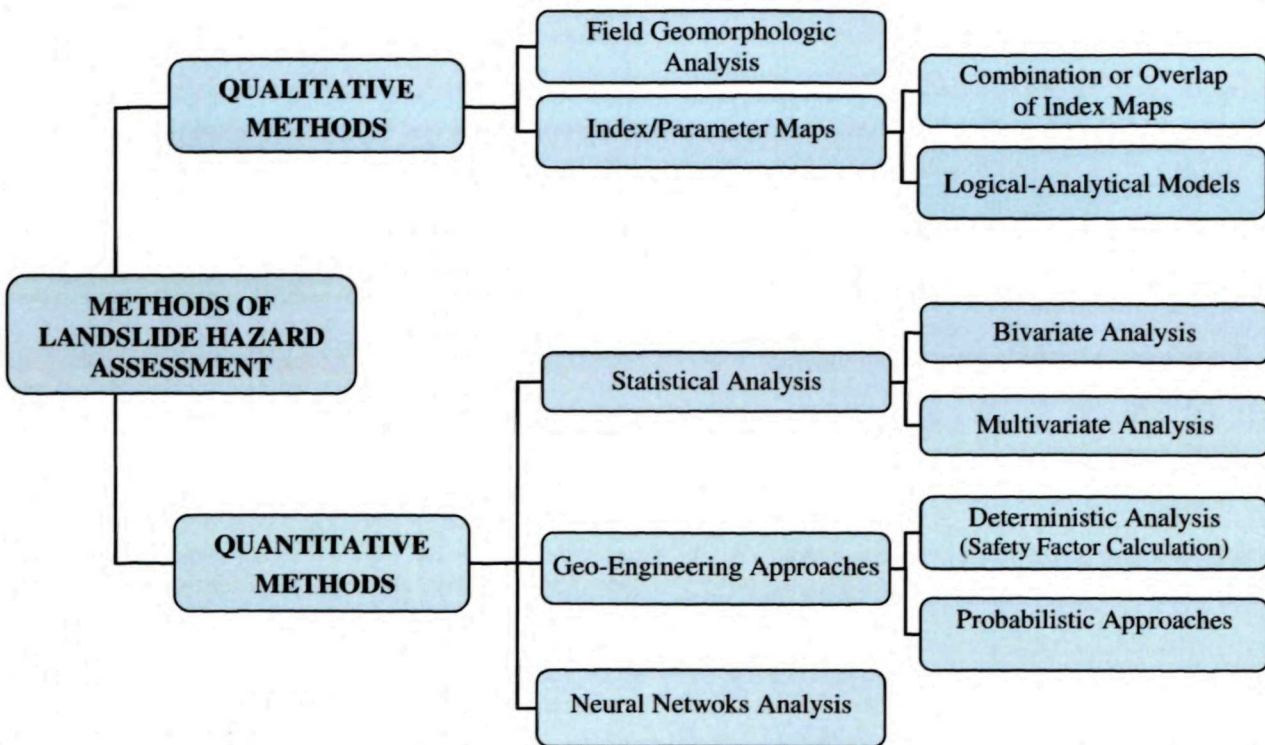 METHODS OF
LANDSLIDE HAZARD
ASSESSMENT
QUALITATIVE
METHODS
Field Geomorphologic
Analysis
Index/Parameter Maps
Combination or Overlap
of Index Maps
Logical-Analytical Models
QUANTITATIVE
METHODS
Statistical Analysis
Bivariate Analysis
Multivariate Analysis
Geo-Engineering Approaches
Deterministic Analysis
(Safety Factor Calculation)
Probabilistic Approaches
Neural Netwoks Analysis